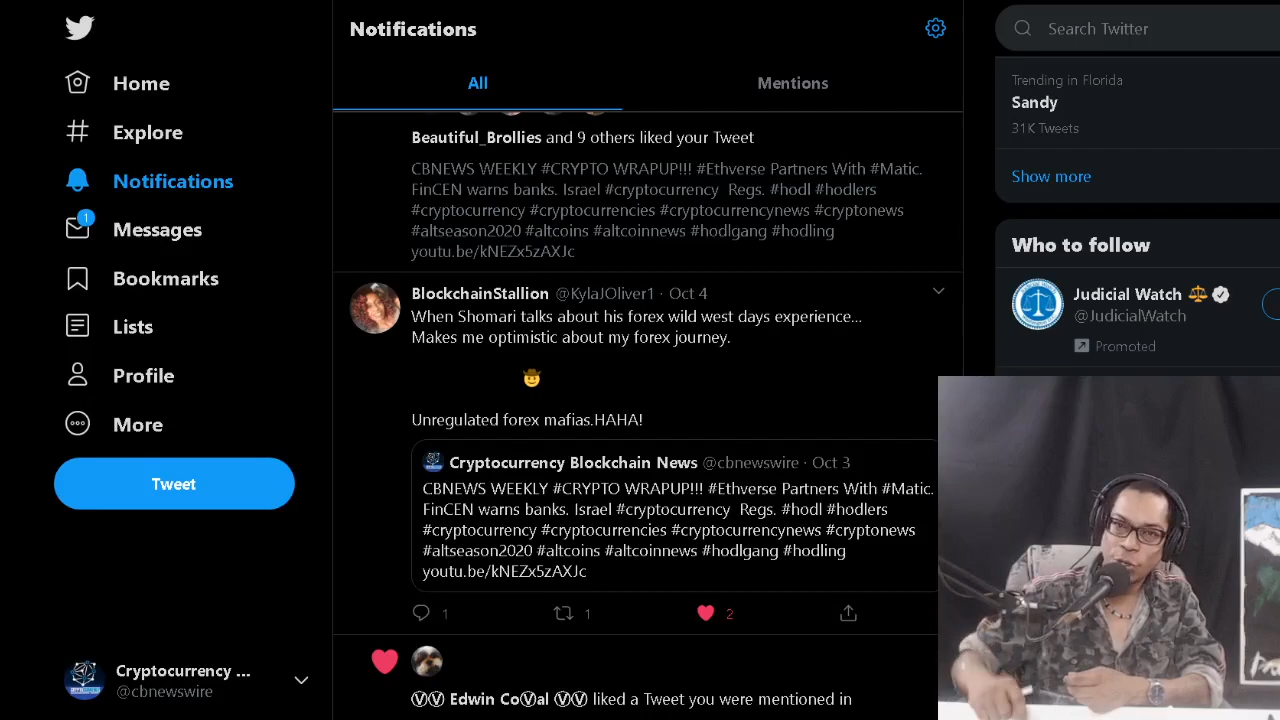 Home
Explore
Notifications
1
Messages
Bookmarks
Lists
Profile
More
Tweet
Cryptocurrency ...
@cbnewswire
Notifications
All
Mentions
Beautiful_Brollies and 9 others liked your Tweet
CBNEWS WEEKLY #CRYPTO WRAPUP!!! #Ethverse Partners With #Matic.
FinCEN warns banks. Israel #cryptocurrency Regs. #hodl #hodlers
#cryptocurrency #cryptocurrencies #cryptocurrencynews #cryptonews
#altseason2020 #altcoins #altcoinnews #hodlgang #hodling
youtu.be/kNEZx5zAXJc
BlockchainStallion @KylaJOliver1 · Oct 4
When Shomari talks about his forex wild west days experience...
Makes me optimistic about my forex journey.
🤠
Unregulated forex mafias.HAHA!
Cryptocurrency Blockchain News @cbnewswire · Oct 3
CBNEWS WEEKLY #CRYPTO WRAPUP!!! #Ethverse Partners With #Matic.
FinCEN warns banks. Israel #cryptocurrency Regs. #hodl #hodlers
#cryptocurrency #cryptocurrencies #cryptocurrencynews #cryptonews
#altseason2020 #altcoins #altcoinnews #hodlgang #hodling
youtu.be/kNEZx5zAXJc
1 1 2
ⓋⓋ Edwin CoⓋal ⓋⓋ liked a Tweet you were mentioned in
Search Twitter
Trending in Florida
Sandy
31K Tweets
Show more
Who to follow
Judicial Watch ⚖️
@JudicialWatch
Promoted